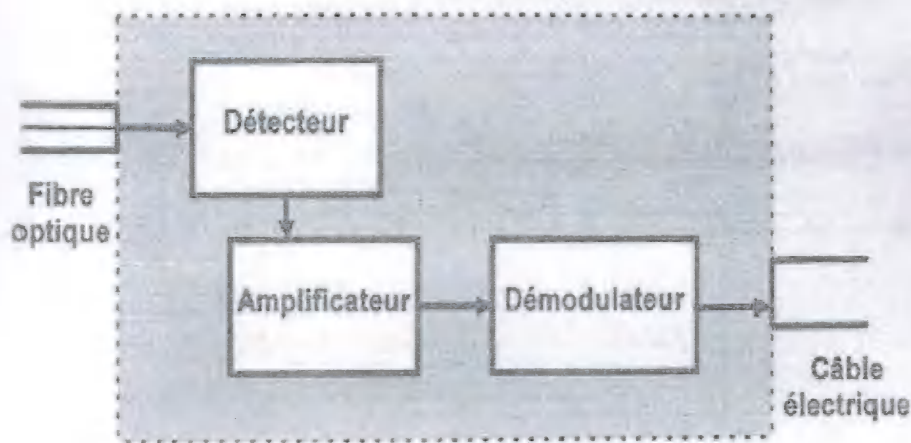 Détecteur
Fibre
optique
Amplificateur
Démodulateur
Câble
électrique